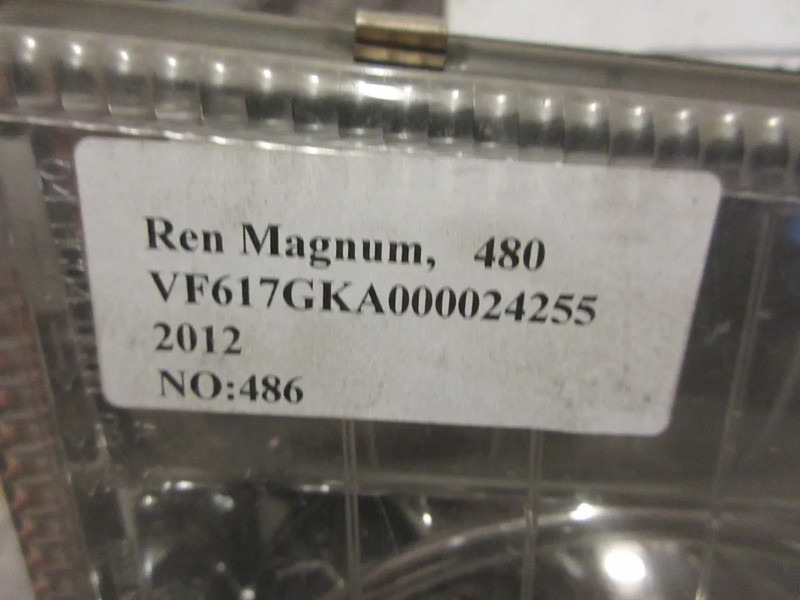 Ren Magnum, 480
VF617GKA000024255
2012
NO:486